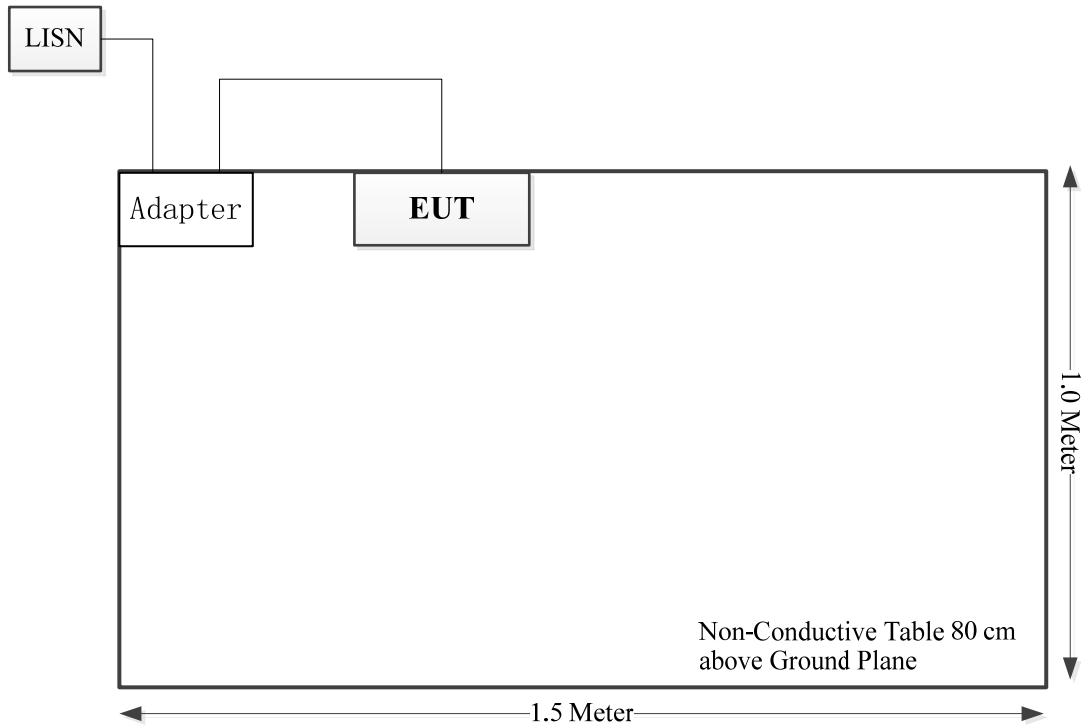 LISN
Adapter
EUT
1.0 Meter
Non-Conductive Table 80 cm
above Ground Plane
1.5 Meter